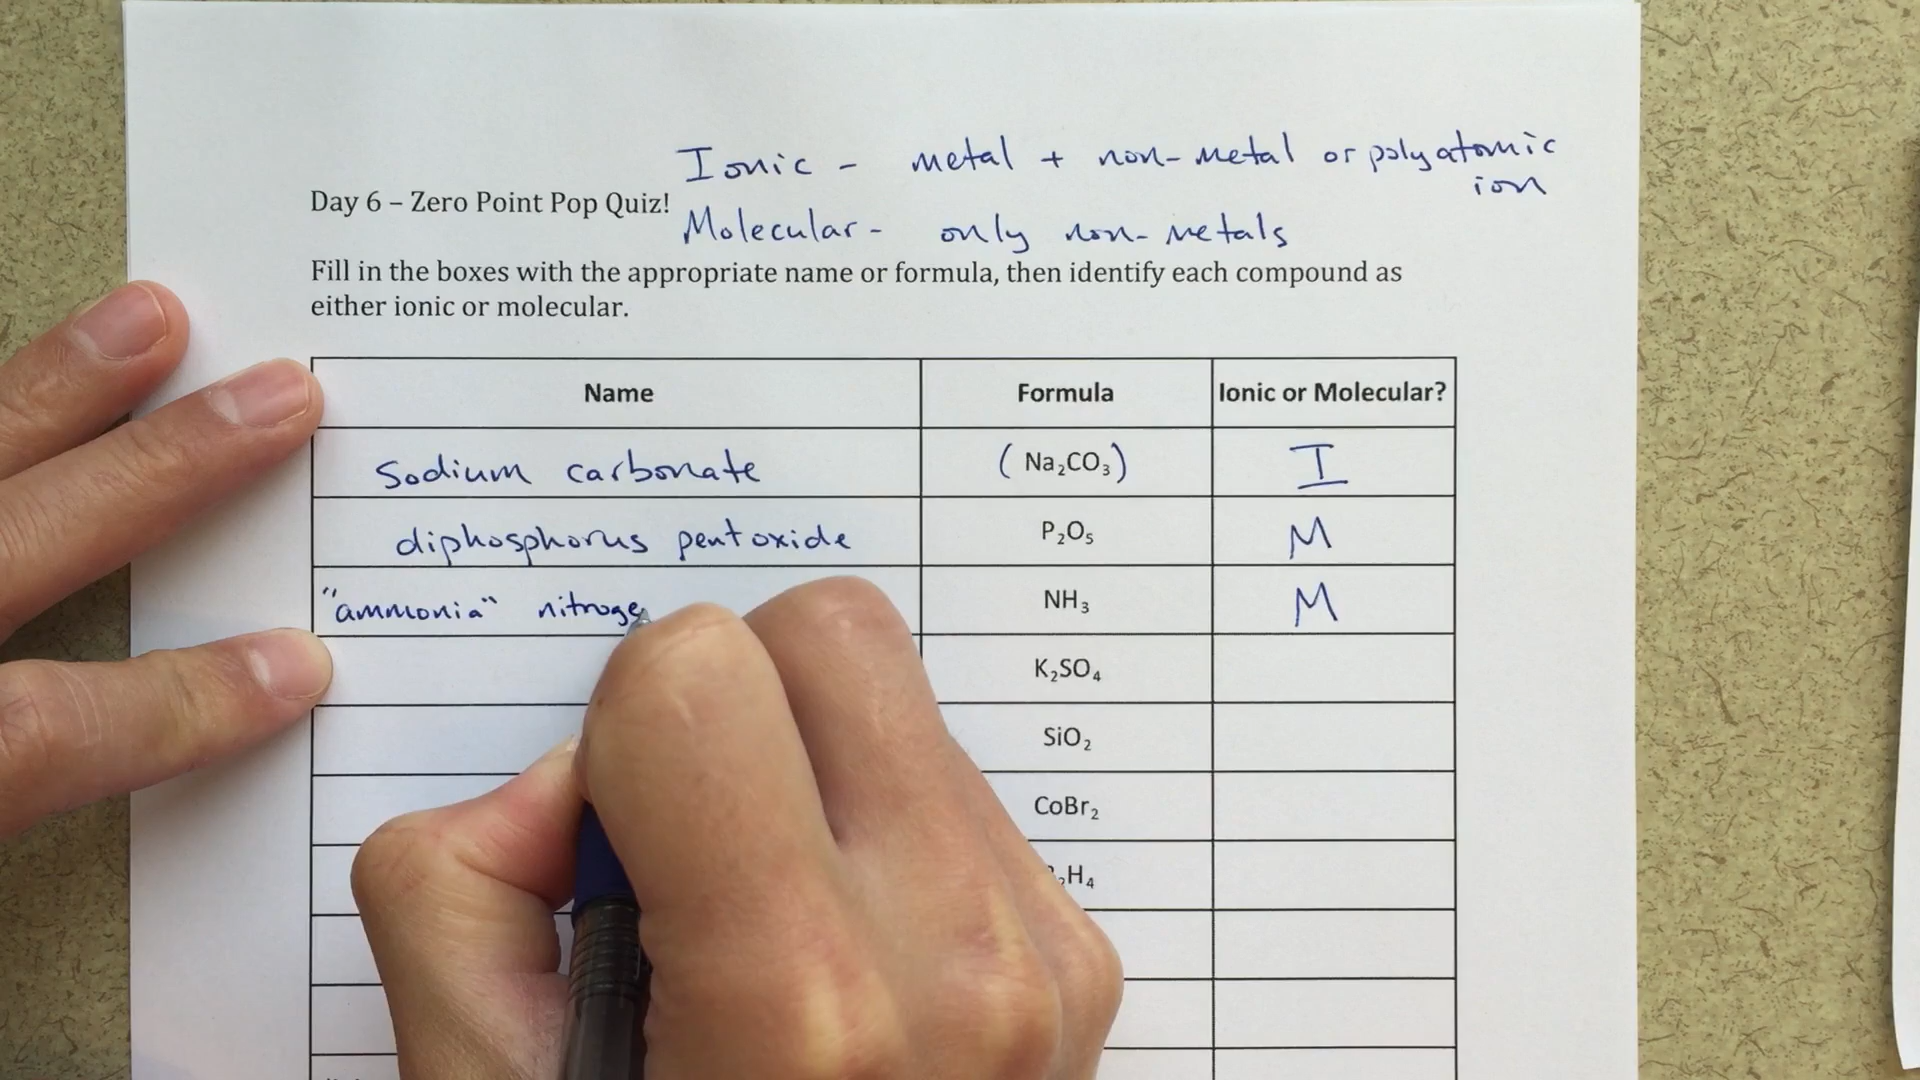 Ionic - metal + non-metal or polyatomic
ion
Day 6 – Zero Point Pop Quiz!
Molecular - only non-metals
Fill in the boxes with the appropriate name or formula, then identify each compound as
either ionic or molecular.
Name Formula Ionic or Molecular?
Sodium carbonate (Na₂CO₃) I
diphosphorus pentoxide P₂O₅ M
"ammonia" nitroge NH₃ M
K₂SO₄
SiO₂
CoBr₂
₂H₄